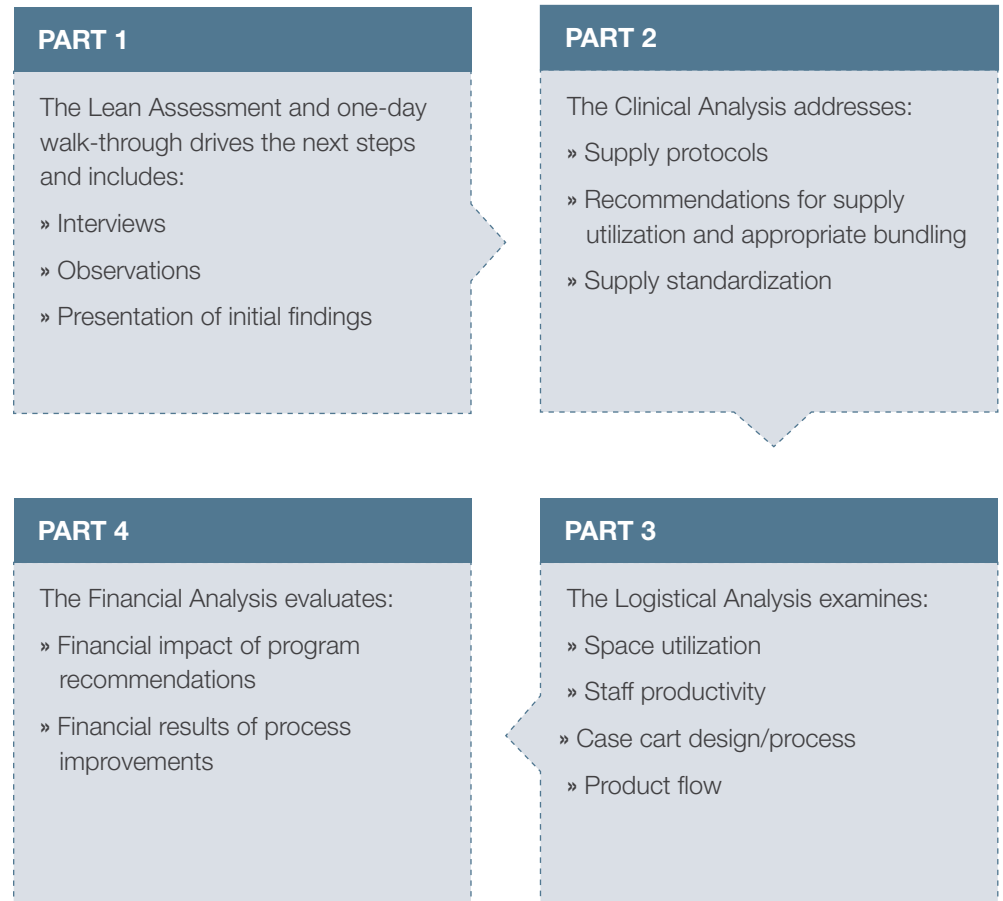 PART 1
The Lean Assessment and one-day
walk-through drives the next steps
and includes:
» Interviews
» Observations
» Presentation of initial findings
PART 2
The Clinical Analysis addresses:
» Supply protocols
» Recommendations for supply
utilization and appropriate bundling
» Supply standardization
PART 3
The Logistical Analysis examines:
» Space utilization
» Staff productivity
» Case cart design/process
» Product flow
PART 4
The Financial Analysis evaluates:
» Financial impact of program
recommendations
» Financial results of process
improvements